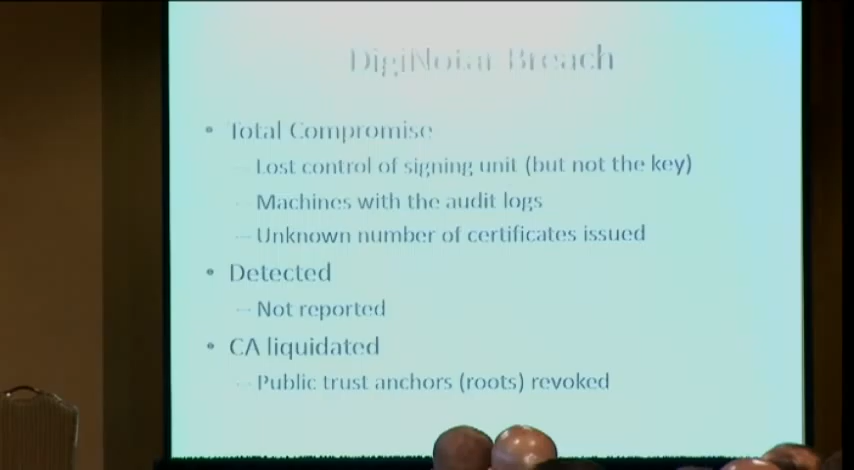 DigiNotar Breach
• Total Compromise
– Lost control of signing unit (but not the key)
– Machines with the audit logs
– Unknown number of certificates issued
• Detected
– Not reported
• CA liquidated
– Public trust anchors (roots) revoked